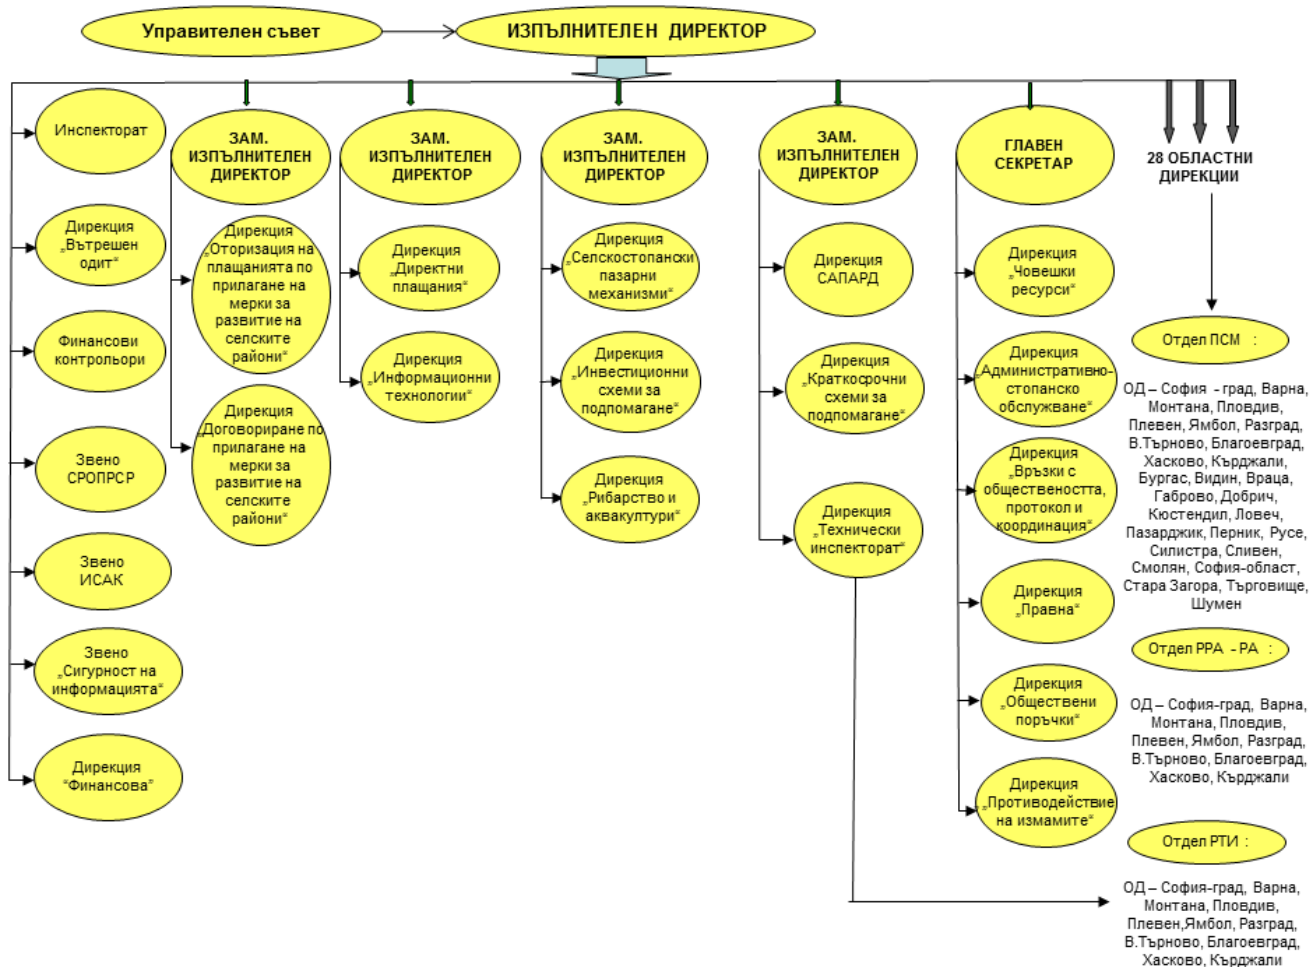 Управителен съвет
ИЗПЪЛНИТЕЛЕН ДИРЕКТОР
Инспекторат
Дирекция
„Вътрешен
одит“
Финансови
контрольори
Звено
СРОПРСР
Звено
ИСАК
Звено
„Сигурност на
информацията“
Дирекция
“Финансова”
ЗАМ.
ИЗПЪЛНИТЕЛЕН
ДИРЕКТОР
Дирекция
„Оторизация на
плащанията по
прилагане на
мерки за
развитие на
селските
райони“
Дирекция
„Договориране по
прилагане на
мерки за
развитие на
селските
райони“
ЗАМ.
ИЗПЪЛНИТЕЛЕН
ДИРЕКТОР
Дирекция
„Директни
плащания“
Дирекция
„Информационни
технологии“
ЗАМ.
ИЗПЪЛНИТЕЛЕН
ДИРЕКТОР
Дирекция
„Селскостопански
пазарни
механизми“
Дирекция
„Инвестиционни
схеми за
подпомагане“
Дирекция
„Рибарство и
аквакултури“
ЗАМ.
ИЗПЪЛНИТЕЛЕН
ДИРЕКТОР
Дирекция
САПАРД
Дирекция
„Краткосрочни
схеми за
подпомагане“
Дирекция
„Технически
инспекторат“
ГЛАВЕН
СЕКРЕТАР
Дирекция
„Човешки
ресурси“
Дирекция
„Административно-
стопанско
обслужване“
Дирекция
„Връзки с
обществеността,
протокол и
координация“
Дирекция
„Правна“
Дирекция
„Обществени
поръчки“
Дирекция
„Противодействие
на измамите“
28 ОБЛАСТНИ
ДИРЕКЦИИ
Отдел ПСМ :
ОД – София - град, Варна,
Монтана, Пловдив,
Плевен, Ямбол, Разград,
В.Търново, Благоевград,
Хасково, Кърджали,
Бургас, Видин, Враца,
Габрово, Добрич,
Кюстендил, Ловеч,
Пазарджик, Перник, Русе,
Силистра, Сливен,
Смолян, София-област,
Стара Загора, Търговище,
Шумен
Отдел РРА - РА :
ОД – София-град, Варна,
Монтана, Пловдив,
Плевен, Ямбол, Разград,
В.Търново, Благоевград,
Хасково, Кърджали
Отдел РТИ :
ОД – София-град, Варна,
Монтана, Пловдив,
Плевен,Ямбол, Разград,
В.Търново, Благоевград,
Хасково, Кърджали